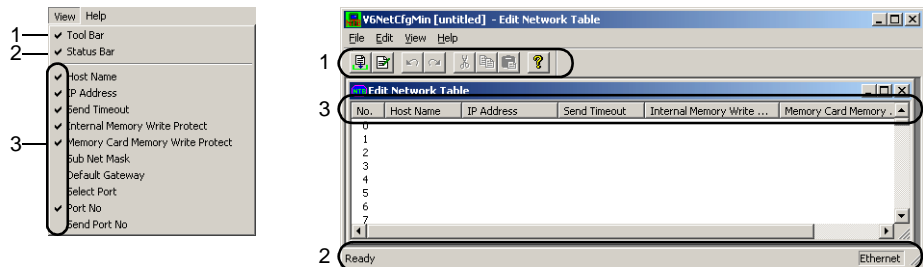 View Help
1 Tool Bar
2 Status Bar
Host Name
IP Address
Send Timeout
Internal Memory Write Protect
3 Memory Card Memory Write Protect
Sub Net Mask
Default Gateway
Select Port
Port No
Send Port No
V6NetCfgMin [untitled] - Edit Network Table
File Edit View Help
1
Edit Network Table
3 No. Host Name IP Address Send Timeout Internal Memory Write ... Memory Card Memory .
0
1
2
3
4
5
6
7
2 Ready Ethernet